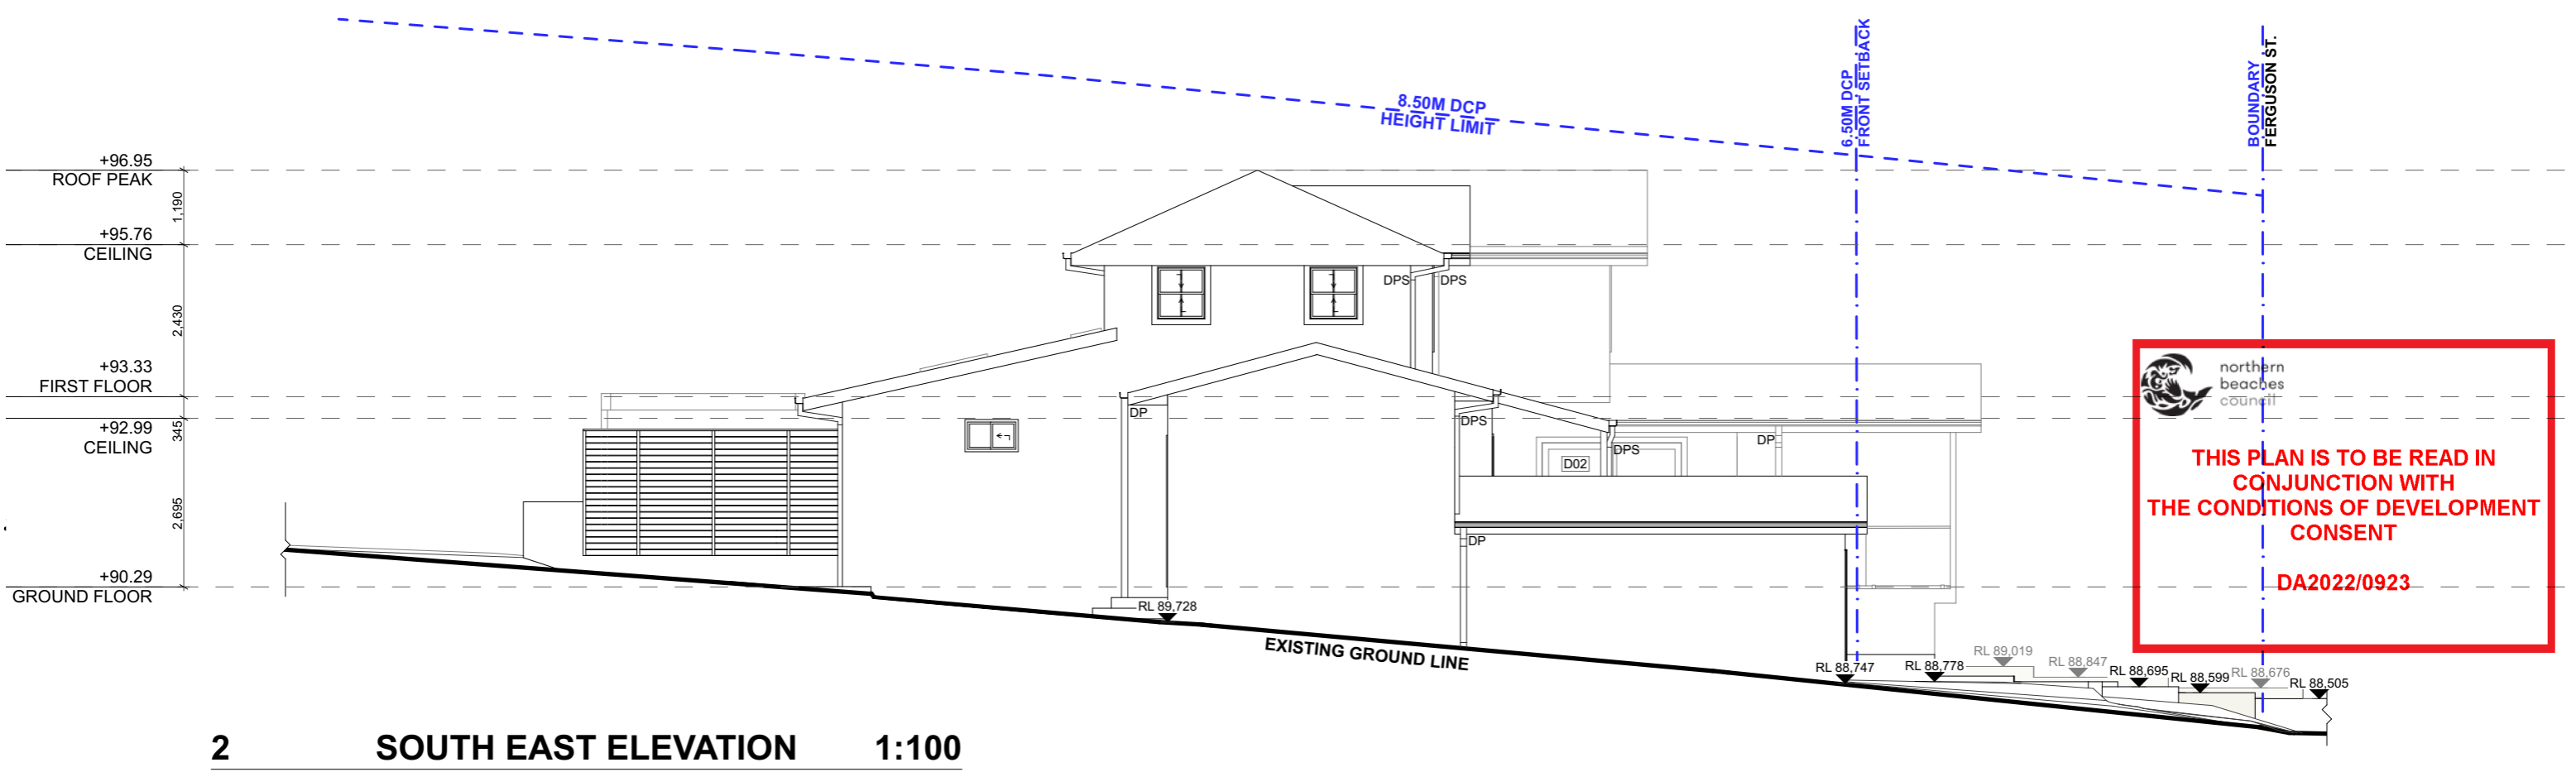 8.50M DCP
HEIGHT LIMIT
6.50M DCP
FRONT SETBACK
BOUNDARY
FERGUSON ST.
+96.95
ROOF PEAK
1,190
+95.76
CEILING
2,430
+93.33
FIRST FLOOR
345
+92.99
CEILING
2,695
+90.29
GROUND FLOOR
DPS
DPS
DP
DPS
DPS
D02
DP
DP
RL 89,728
EXISTING GROUND LINE
RL 88,747
RL 88,778
RL 89,019
RL 88,847
RL 88,695
RL 88,599
RL 88,676
RL 88,505
northern
beaches
council
THIS PLAN IS TO BE READ IN
CONJUNCTION WITH
THE CONDITIONS OF DEVELOPMENT
CONSENT
DA2022/0923
2 SOUTH EAST ELEVATION 1:100